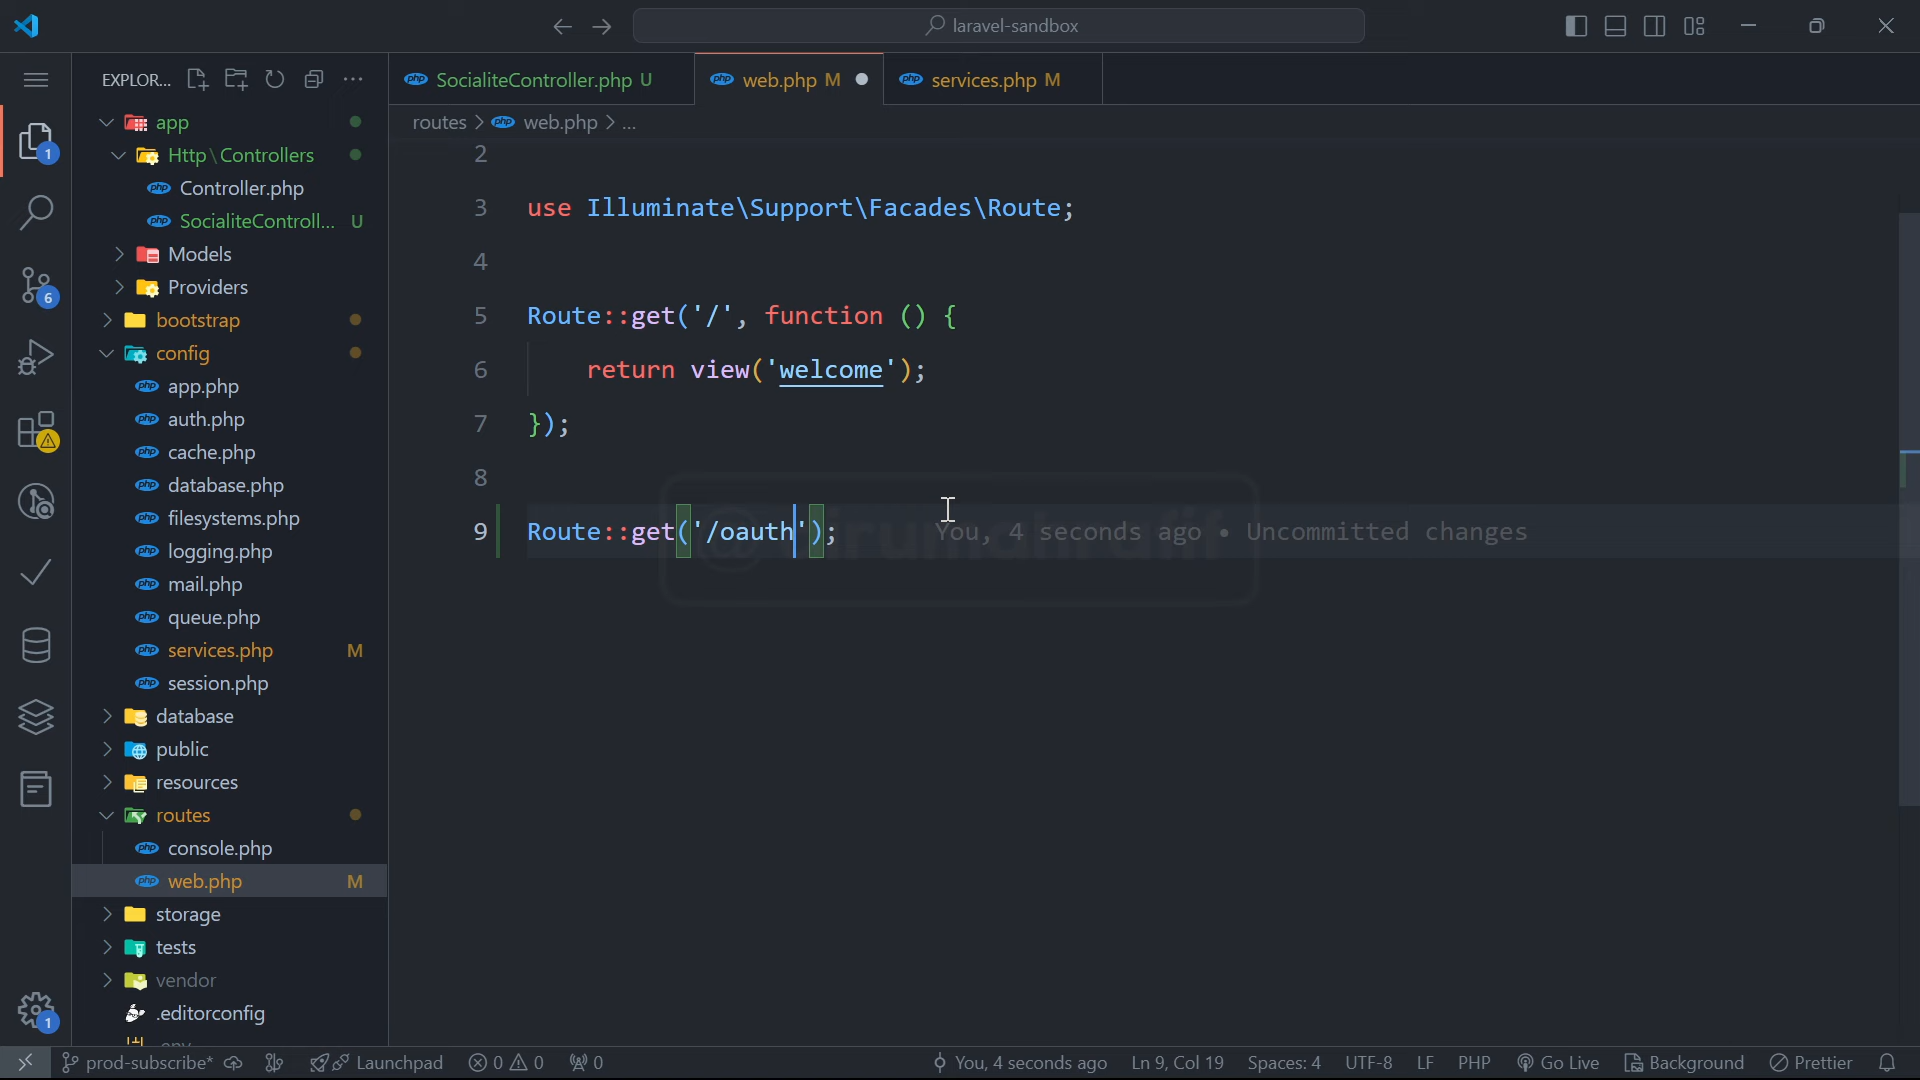 laravel-sandbox
EXPLOR...
SocialiteController.php U
web.php M
services.php M
routes > web.php > ...
app
Http\Controllers
Controller.php
SocialiteControll... U
Models
Providers
bootstrap
config
app.php
auth.php
cache.php
database.php
filesystems.php
logging.php
mail.php
queue.php
services.php M
session.php
database
public
resources
routes
console.php
web.php M
storage
tests
vendor
.editorconfig
1
6
1
2
3 use Illuminate\Support\Facades\Route;
4
5 Route::get('/', function () {
6 return view('welcome');
7 });
8
9 Route::get('/oauth'); You, 4 seconds ago • Uncommitted changes
prod-subscribe* Launchpad 0 0 0 You, 4 seconds ago Ln 9, Col 19 Spaces: 4 UTF-8 LF PHP Go Live Background Prettier